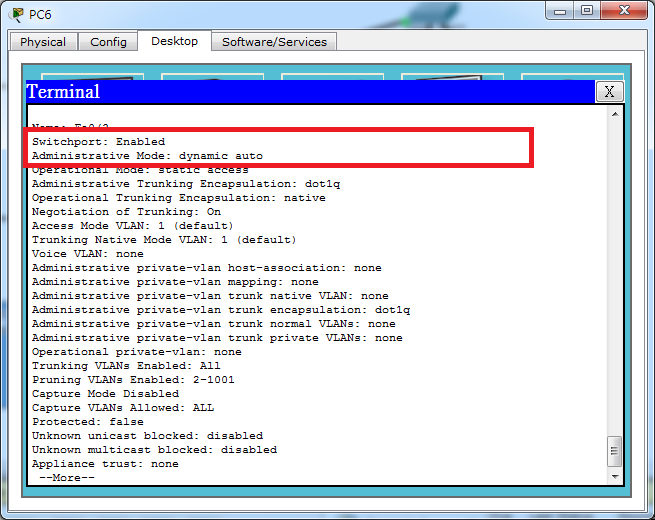 PC6
Physical
Config
Desktop
Software/Services
Terminal
X
Switchport: Enabled
Administrative Mode: dynamic auto
Operational Mode: static access
Administrative Trunking Encapsulation: dot1q
Operational Trunking Encapsulation: native
Negotiation of Trunking: On
Access Mode VLAN: 1 (default)
Trunking Native Mode VLAN: 1 (default)
Voice VLAN: none
Administrative private-vlan host-association: none
Administrative private-vlan mapping: none
Administrative private-vlan trunk native VLAN: none
Administrative private-vlan trunk encapsulation: dot1q
Administrative private-vlan trunk normal VLANs: none
Administrative private-vlan trunk private VLANs: none
Operational private-vlan: none
Trunking VLANs Enabled: All
Pruning VLANs Enabled: 2-1001
Capture Mode Disabled
Capture VLANs Allowed: ALL
Protected: false
Unknown unicast blocked: disabled
Unknown multicast blocked: disabled
Appliance trust: none
--More--